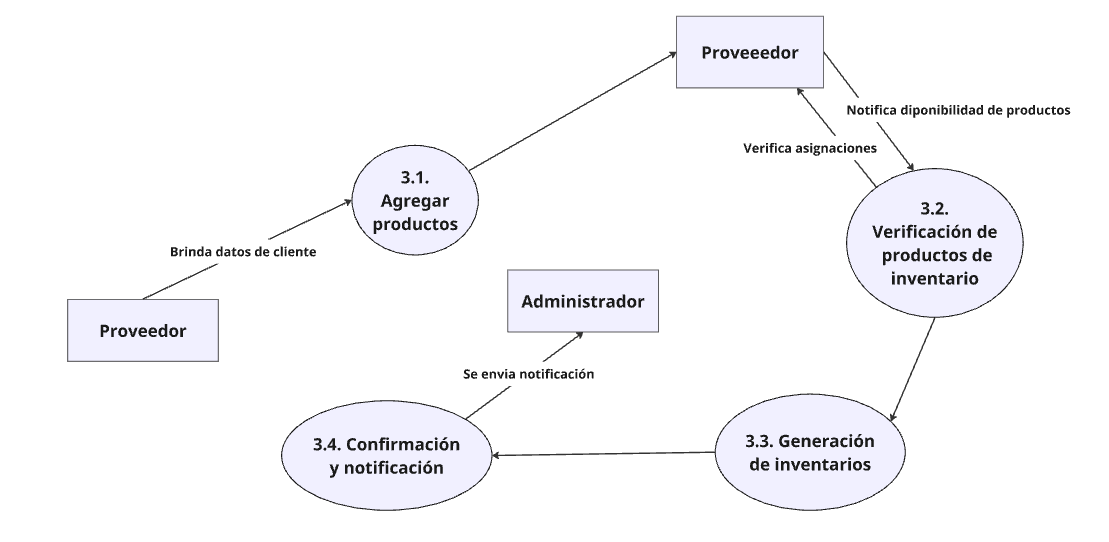 Proveeedor
Notifica diponibilidad de productos
Verifica asignaciones
3.1.
Agregar
productos
3.2.
Verificación de
productos de
inventario
Brinda datos de cliente
Proveedor
Administrador
Se envia notificación
3.4. Confirmación
y notificación
3.3. Generación
de inventarios